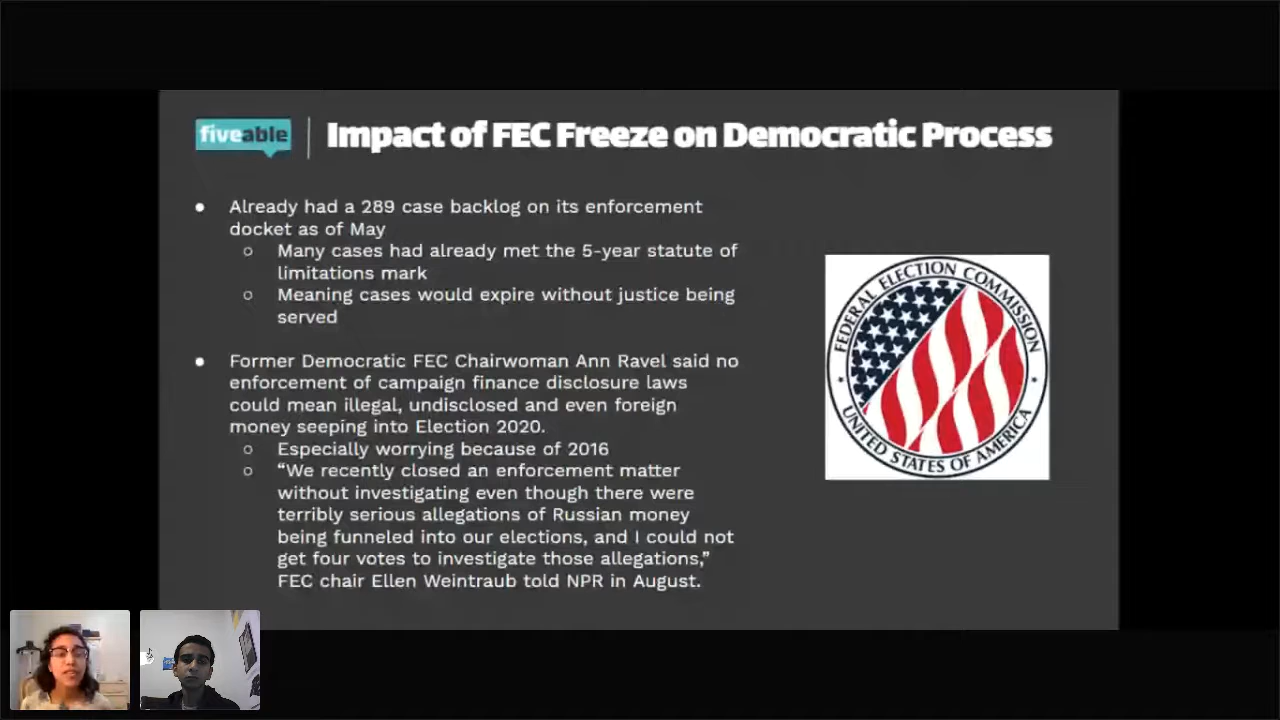 fiveable
Impact of FEC Freeze on Democratic Process
● Already had a 289 case backlog on its enforcement
docket as of May
○ Many cases had already met the 5-year statute of
limitations mark
○ Meaning cases would expire without justice being
served
● Former Democratic FEC Chairwoman Ann Ravel said no
enforcement of campaign finance disclosure laws
could mean illegal, undisclosed and even foreign
money seeping into Election 2020.
○ Especially worrying because of 2016
○ “We recently closed an enforcement matter
without investigating even though there were
terribly serious allegations of Russian money
being funneled into our elections, and I could not
get four votes to investigate those allegations,”
FEC chair Ellen Weintraub told NPR in August.
FEDERAL ELECTION COMMISSION
UNITED STATES OF AMERICA